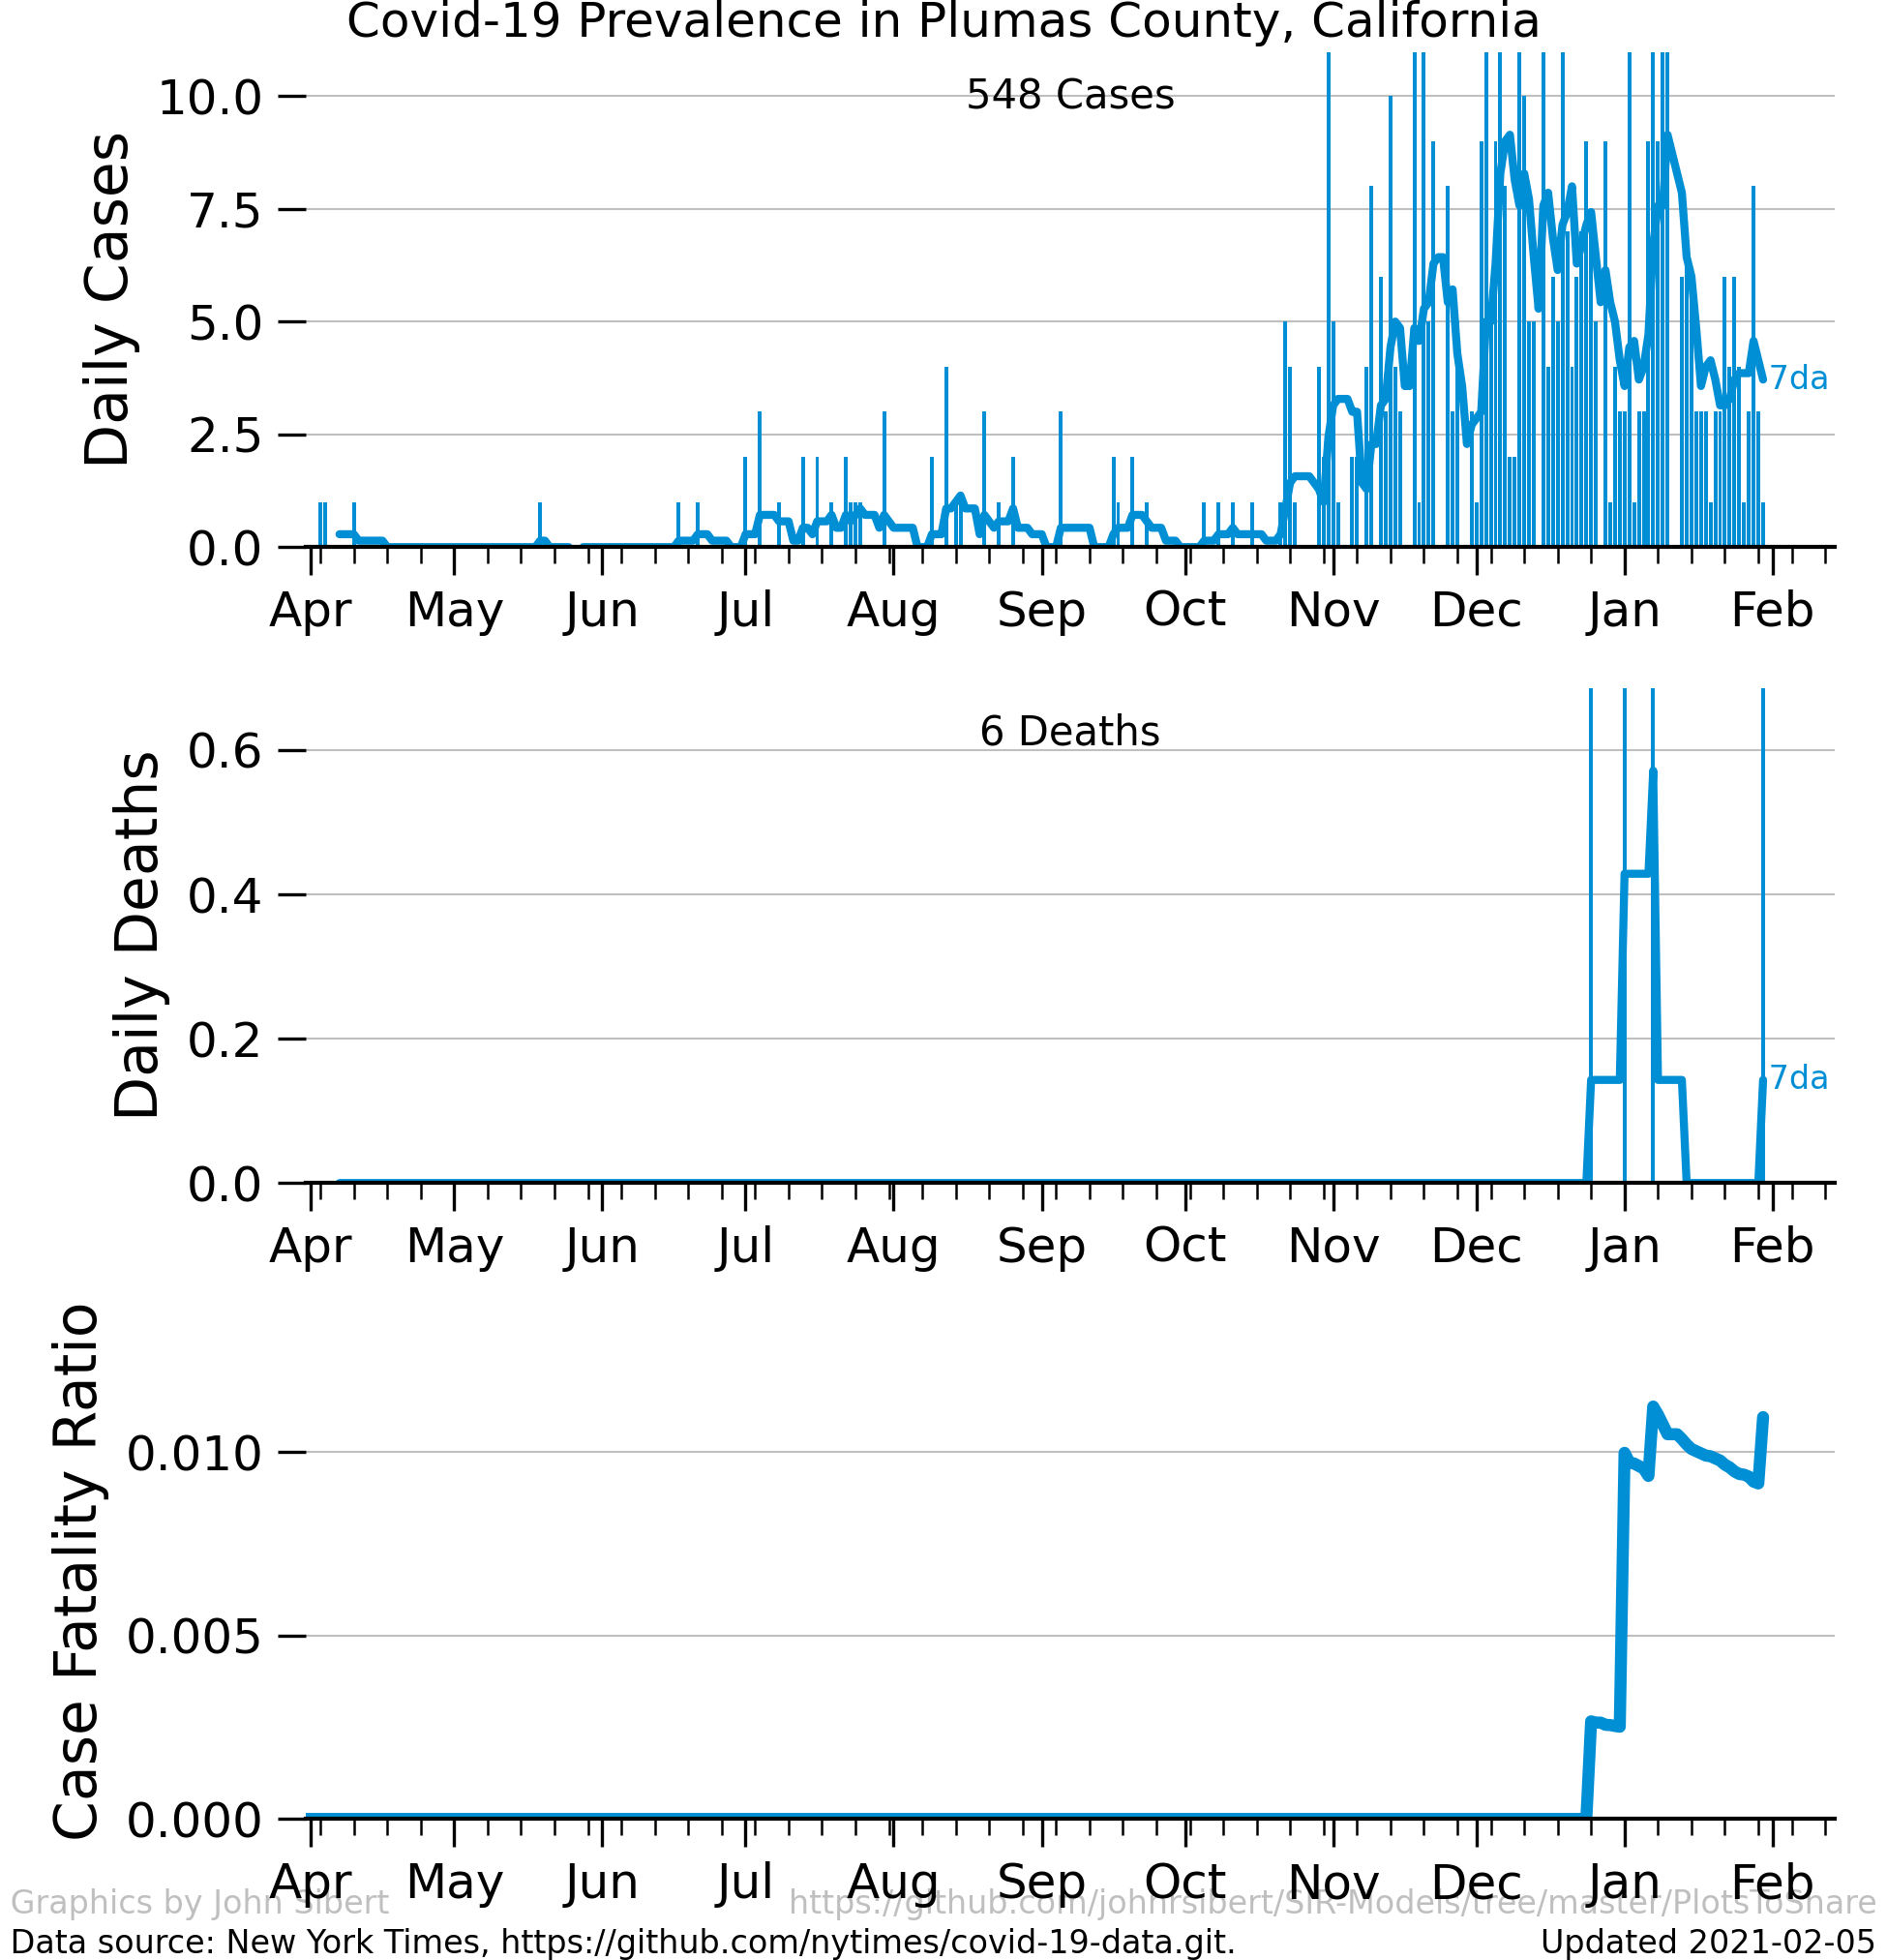 Covid-19 Prevalence in Plumas County, California
548 Cases
Daily Cases
10.0
7.5
5.0
2.5
0.0
7da
Apr May Jun Jul Aug Sep Oct Nov Dec Jan Feb
6 Deaths
Daily Deaths
0.6
0.4
0.2
0.0
7da
Apr May Jun Jul Aug Sep Oct Nov Dec Jan Feb
Case Fatality Ratio
0.010
0.005
0.000
Apr May Jun Jul Aug Sep Oct Nov Dec Jan Feb
Graphics by John Sibert https://github.com/johnrsibert/SIR-Models/tree/master/PlotsToShare
Data source: New York Times, https://github.com/nytimes/covid-19-data.git. Updated 2021-02-05